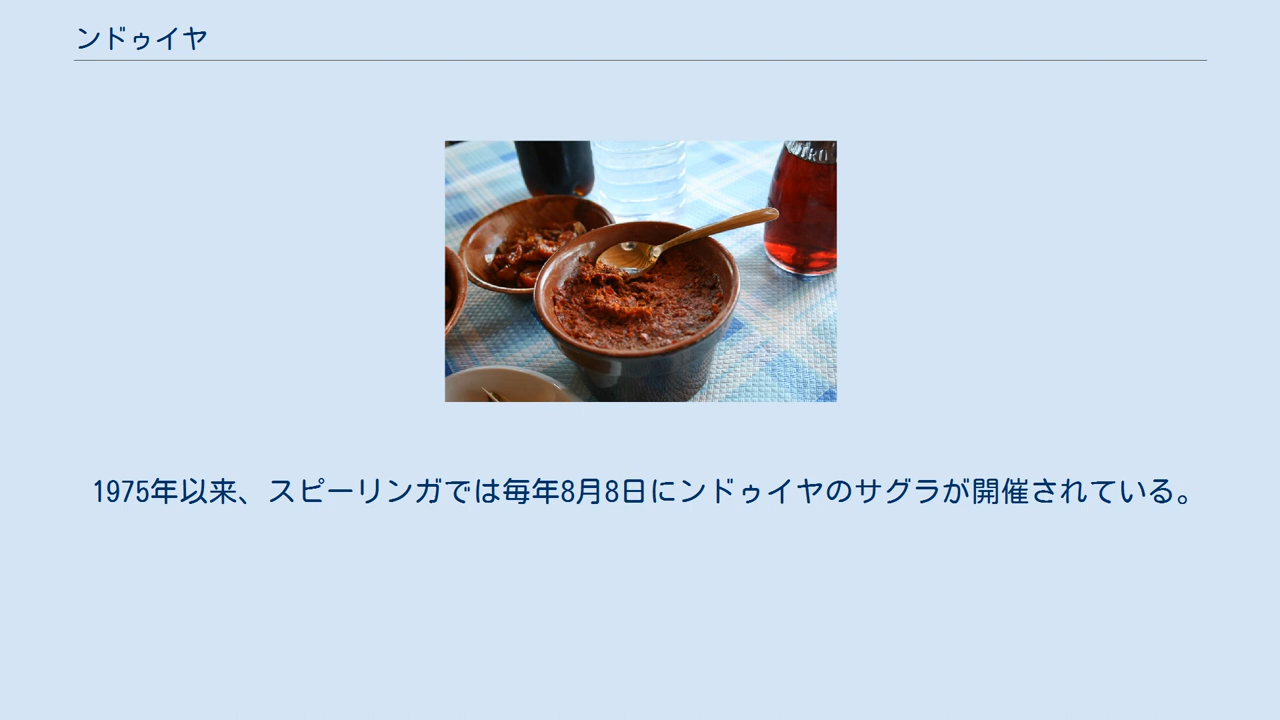 ンドゥイヤ
1975年以来、スピーリンガでは毎年8月8日にンドゥイヤのサグラが開催されている。